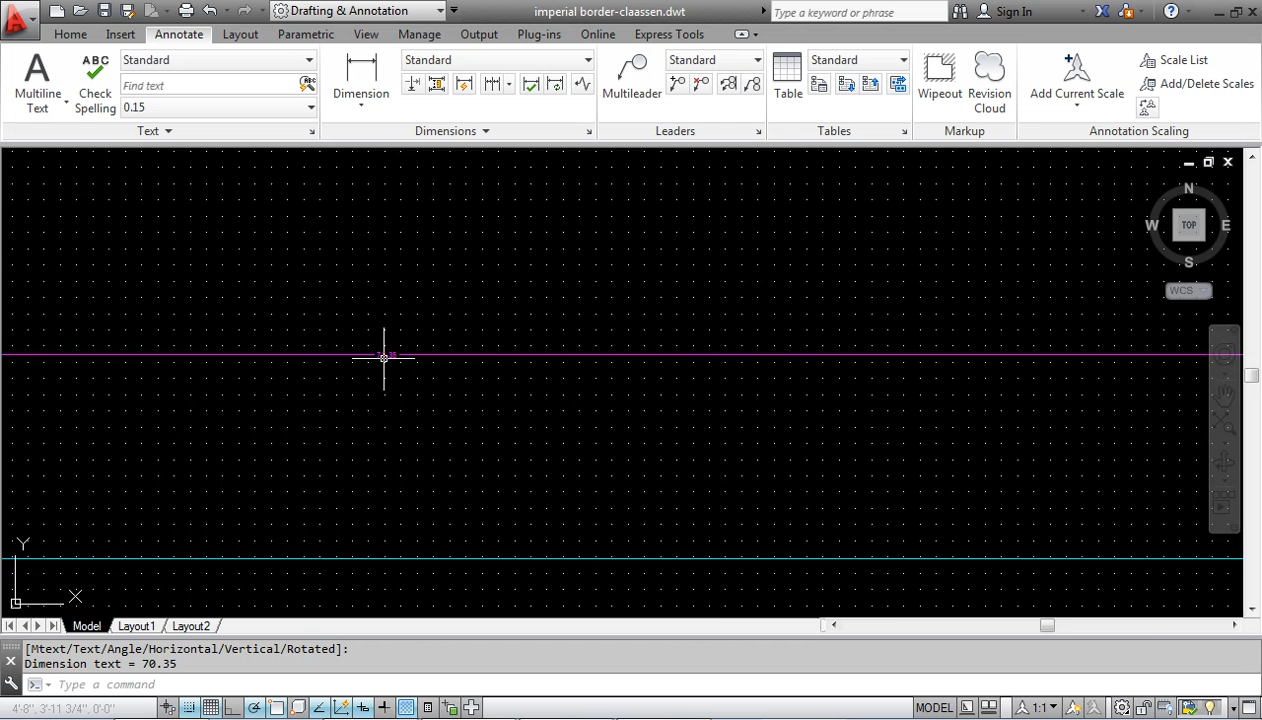 Drafting & Annotation
imperial border-claassen.dwt
Type a keyword or phrase
Sign In
Home Insert Annotate Layout Parametric View Manage Output Plug-ins Online Express Tools
Multiline Text
ABC
Check Spelling
Standard
Find text
0.15
Text
Dimension
Standard
Dimensions
Multileader
Standard
Leaders
Table
Standard
Tables
Wipeout
Revision Cloud
Markup
Add Current Scale
Scale List
Add/Delete Scales
Annotation Scaling
N
W TOP E
S
WCS
Y
X
Model Layout1 Layout2
[Mtext/Text/Angle/Horizontal/Vertical/Rotated]:
Dimension text = 70.35
Type a command
4'-8", 3'-11 3/4", 0'-0"
MODEL
1:1